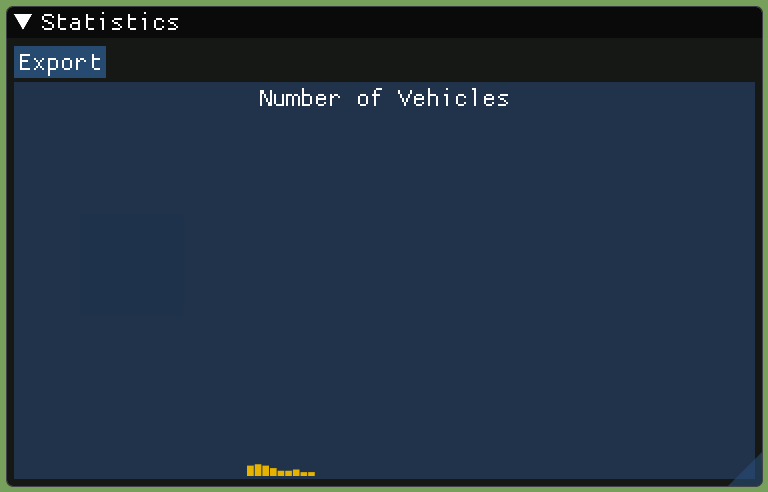 Statistics
Export
Number of Vehicles